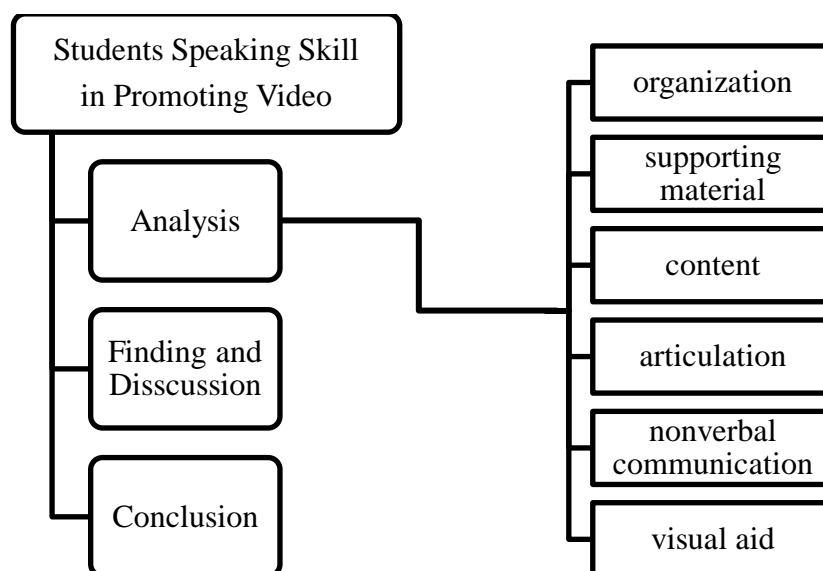 Students Speaking Skill
in Promoting Video
Analysis
Finding and
Disscussion
Conclusion
organization
supporting
material
content
articulation
nonverbal
communication
visual aid